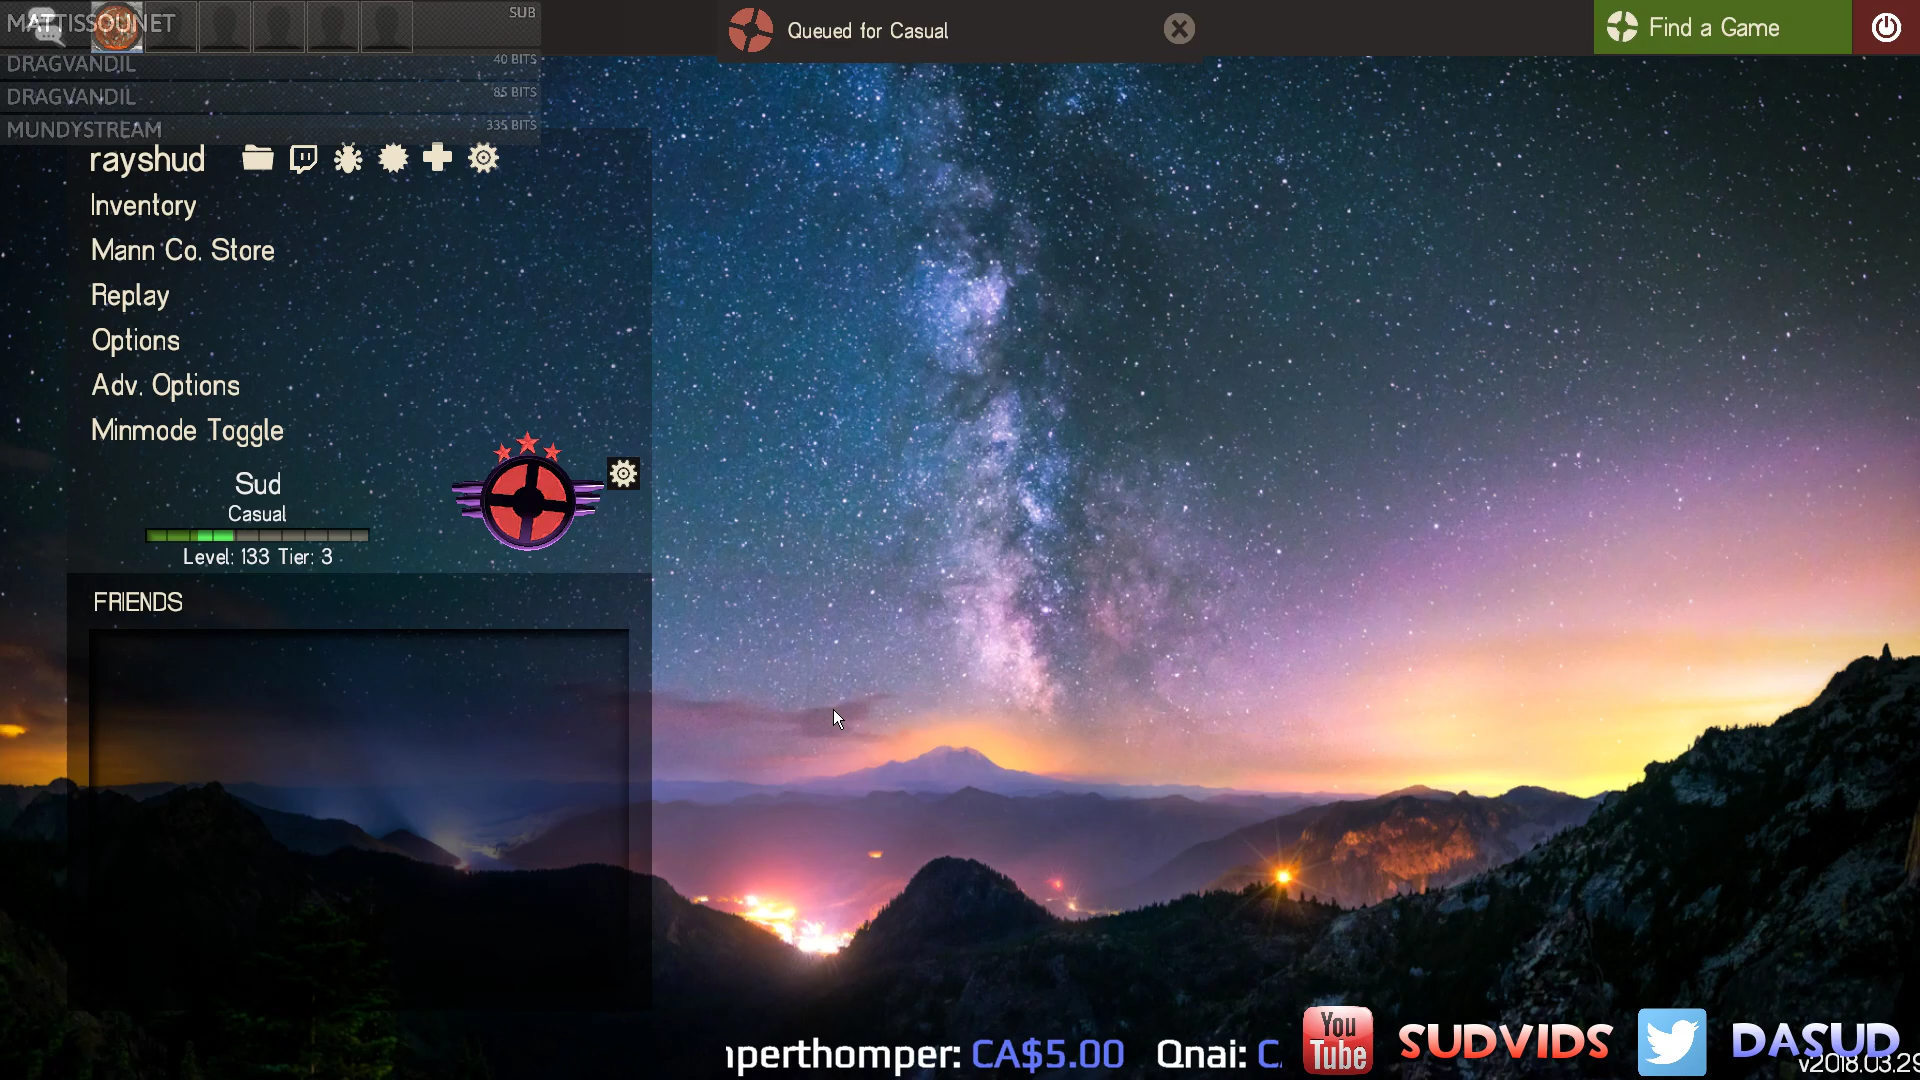 MATTISSOUNET SUB
Queued for Casual
Find a Game
DRAGVANDIL 40 BITS
DRAGVANDIL 85 BITS
MUNDYSTREAM 335 BITS
rayshud
Inventory
Mann Co. Store
Replay
Options
Adv. Options
Minmode Toggle
Sud
Casual
Level: 133 Tier: 3
FRIENDS
perthomper: CA$5.00 Qnai: C
You
Tube
SUDVIDS
DASUD
v2018.03.29